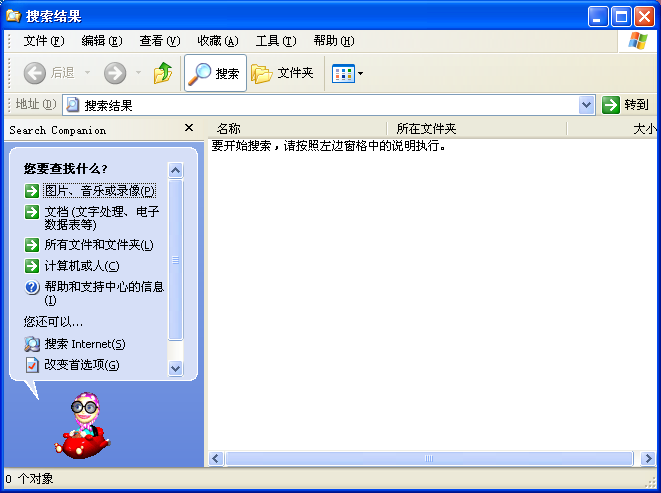 搜索结果
文件(F) 编辑(E) 查看(V) 收藏(A) 工具(T) 帮助(H)
后退 搜索 文件夹
地址(D) 搜索结果 转到
Search Companion
名称 所在文件夹 大小
要开始搜索，请按照左边窗格中的说明执行。
您要查找什么?
图片、音乐或录像(P)
文档(文字处理、电子
数据表等)
所有文件和文件夹(L)
计算机或人(C)
帮助和支持中心的信息
(I)
您还可以...
搜索 Internet(S)
改变首选项(G)
0 个对象